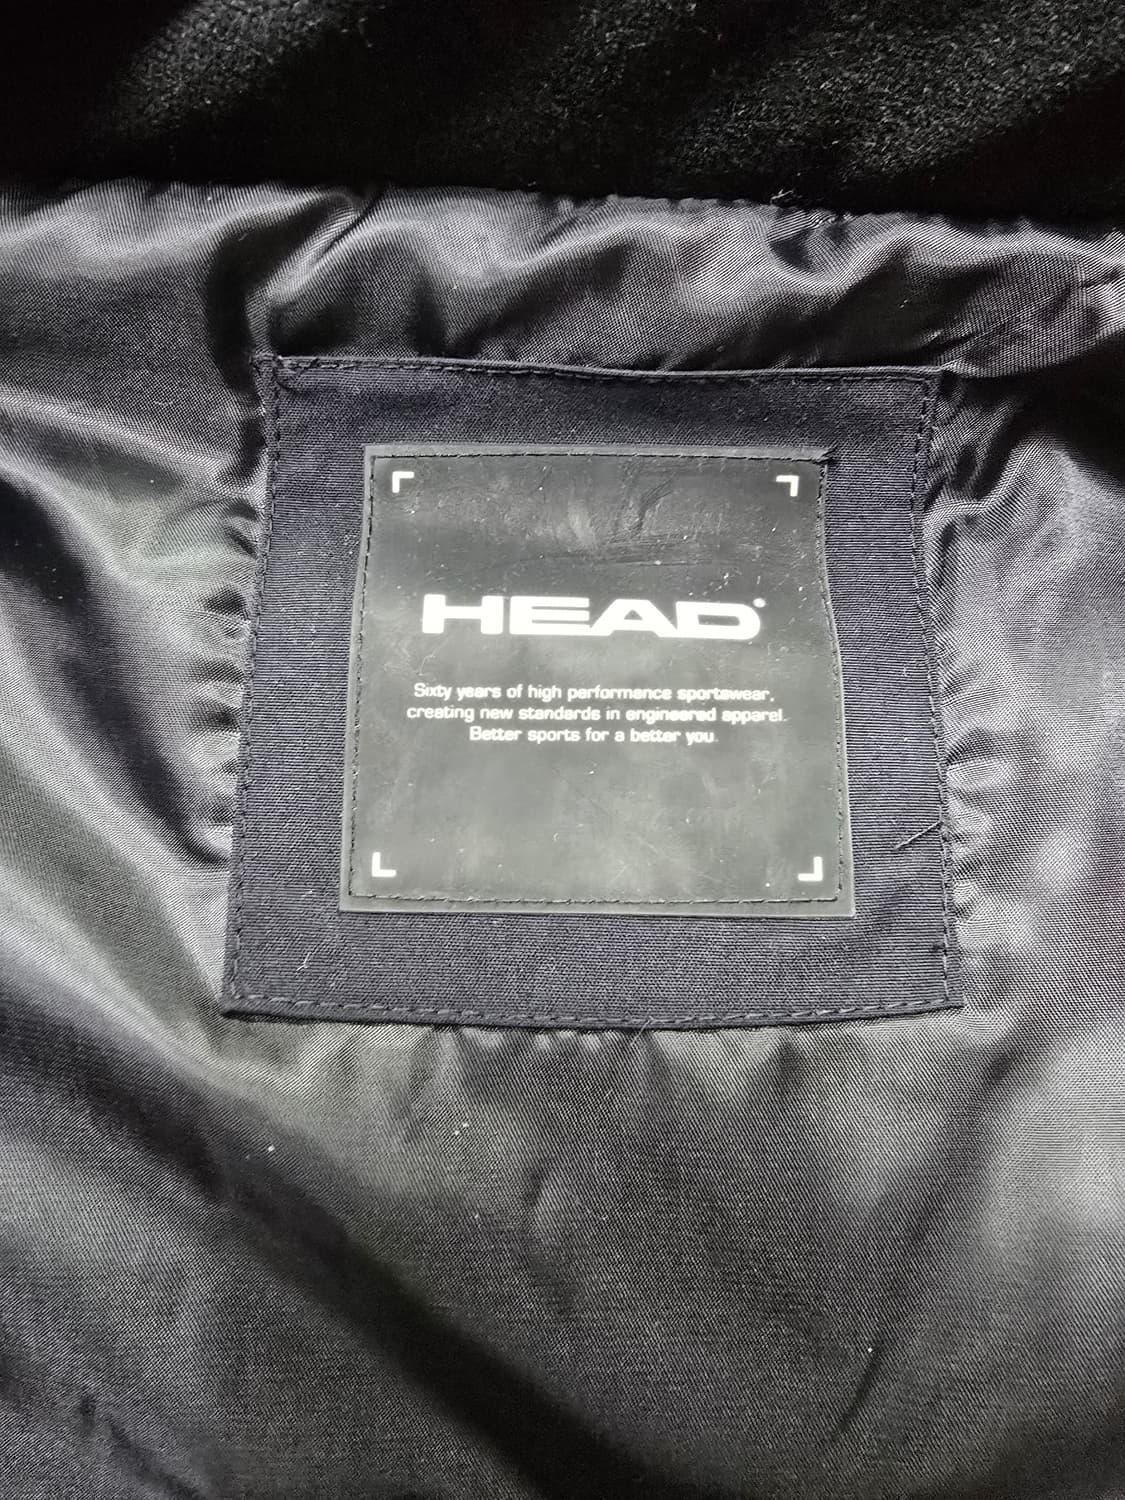 HEAD®
Sixty years of high performance sportswear,
creating new standards in engineered apparel.
Better sports for a better you.